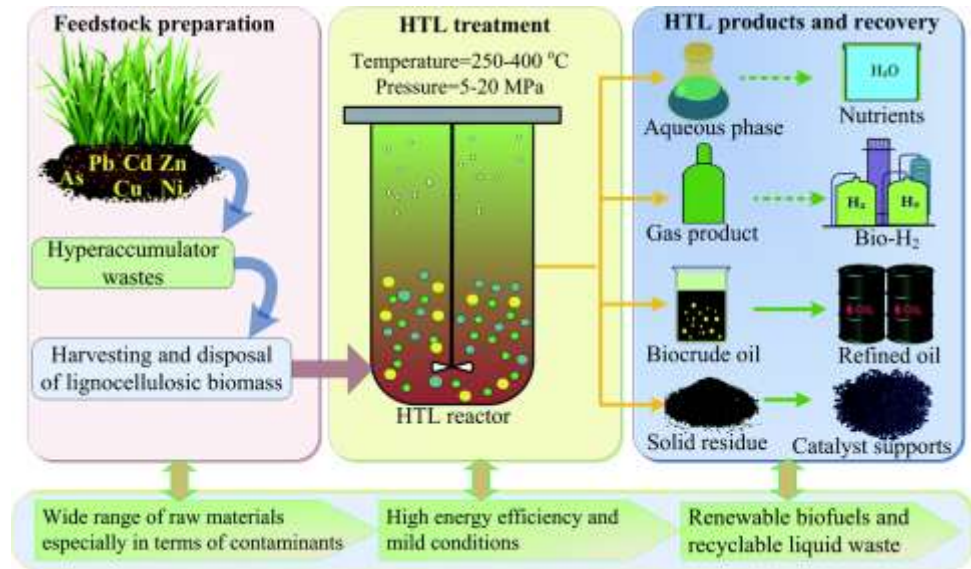 Feedstock preparation
As Pb Cd Zn
Cu Ni
Hyperaccumulator
wastes
Harvesting and disposal
of lignocellulosic biomass
HTL treatment
Temperature=250-400 °C
Pressure=5-20 MPa
HTL reactor
HTL products and recovery
Aqueous phase
H₂O
Nutrients
Gas product
H₂
H₂
Bio-H₂
Biocrude oil
OIL
OIL
Refined oil
Solid residue
Catalyst supports
Wide range of raw materials
especially in terms of contaminants
High energy efficiency and
mild conditions
Renewable biofuels and
recyclable liquid waste